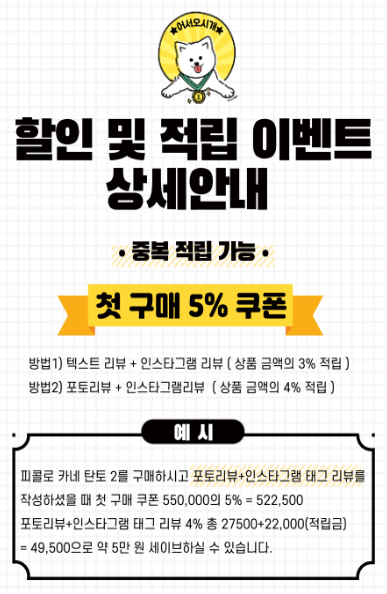 ★어서오시개★
할인 및 적립 이벤트
상세안내
• 중복 적립 가능 •
첫 구매 5% 쿠폰
방법1) 텍스트 리뷰 + 인스타그램 리뷰 ( 상품 금액의 3% 적립 )
방법2) 포토리뷰 + 인스타그램리뷰 ( 상품 금액의 4% 적립 )
예 시
피콜로 카네 탄토 2를 구매하시고 포토리뷰+인스타그램 태그 리뷰를
작성하셨을 때 첫 구매 쿠폰 550,000의 5% = 522,500
포토리뷰+인스타그램 태그 리뷰 4% 총 27500+22,000(적립금)
= 49,500으로 약 5만 원 세이브하실 수 있습니다.